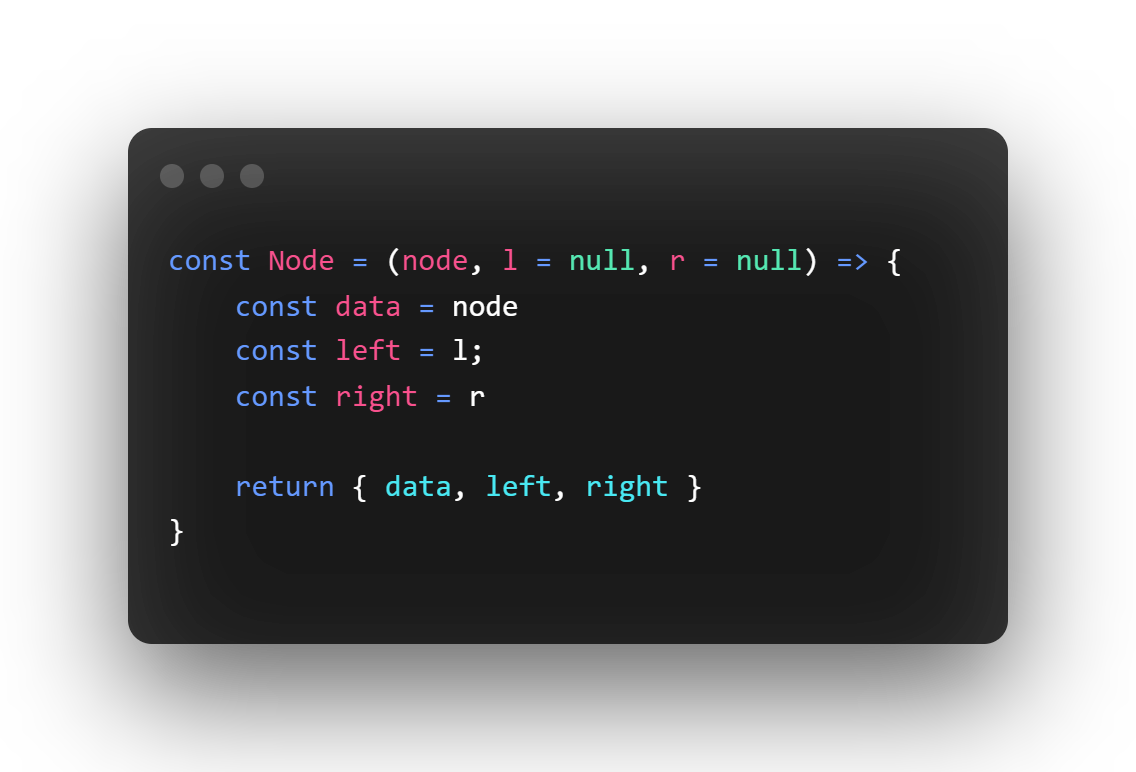 const Node = (node, l = null, r = null) => {
    const data = node
    const left = l;
    const right = r

    return { data, left, right }
}